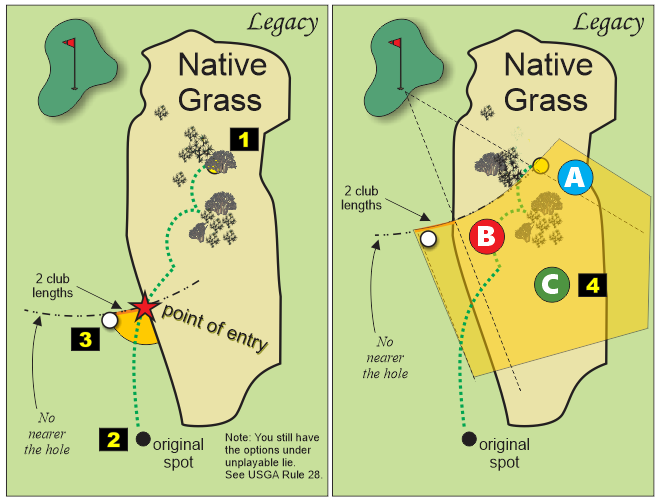 Legacy
Native
Grass
1
2 club
lengths
point of entry
3
No
nearer
the hole
2
original
spot
Note: You still have
the options under
unplayable lie.
See USGA Rule 28.
Legacy
Native
Grass
A
2 club
lengths
B
C
4
No
nearer
the hole
original
spot